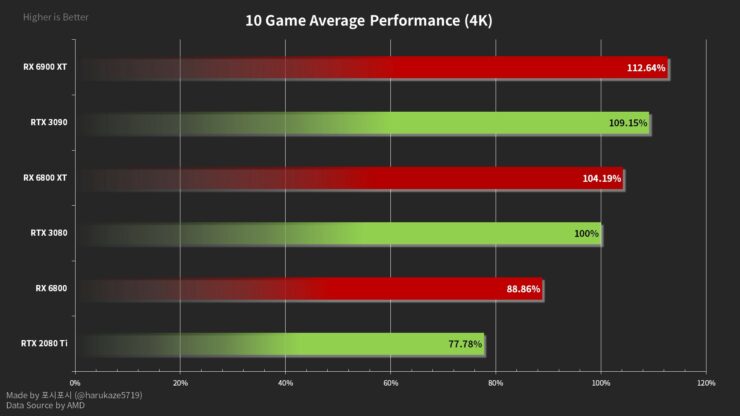 Higher is Better
10 Game Average Performance (4K)
RX 6900 XT
112.64%
RTX 3090
109.15%
RX 6800 XT
104.19%
RTX 3080
100%
RX 6800
88.86%
RTX 2080 Ti
77.78%
0% 20% 40% 60% 80% 100% 120%
Made by 포시포시 (@harukaze5719)
Data Source by AMD